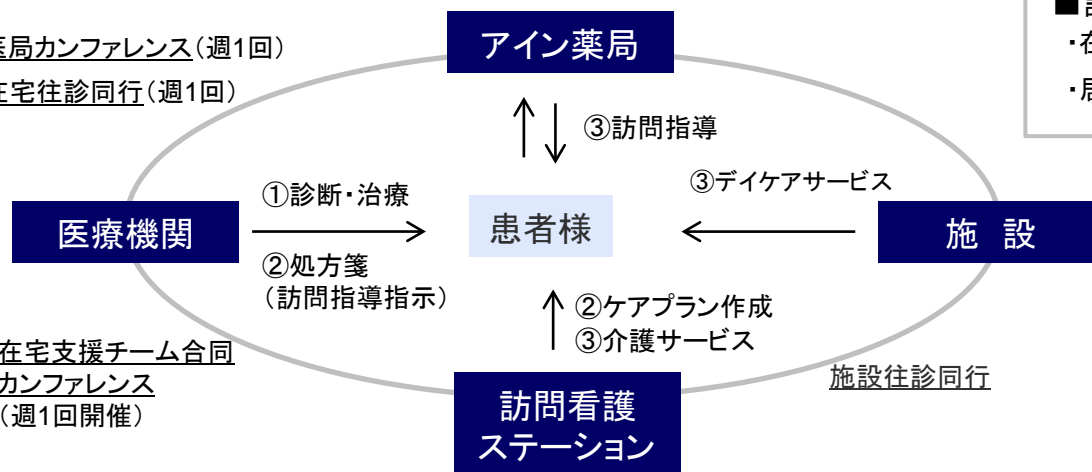 局カンファレンス（週1回）
宅往診同行（週1回）
アイン薬局
■
・在
・居
③訪問指導
③デイケアサービス
①診断・治療
医療機関
患者様
施　設
②処方箋
（訪問指導指示）
②ケアプラン作成
③介護サービス
在宅支援チーム合同
カンファレンス
（週1回開催）
施設往診同行
訪問看護
ステーション